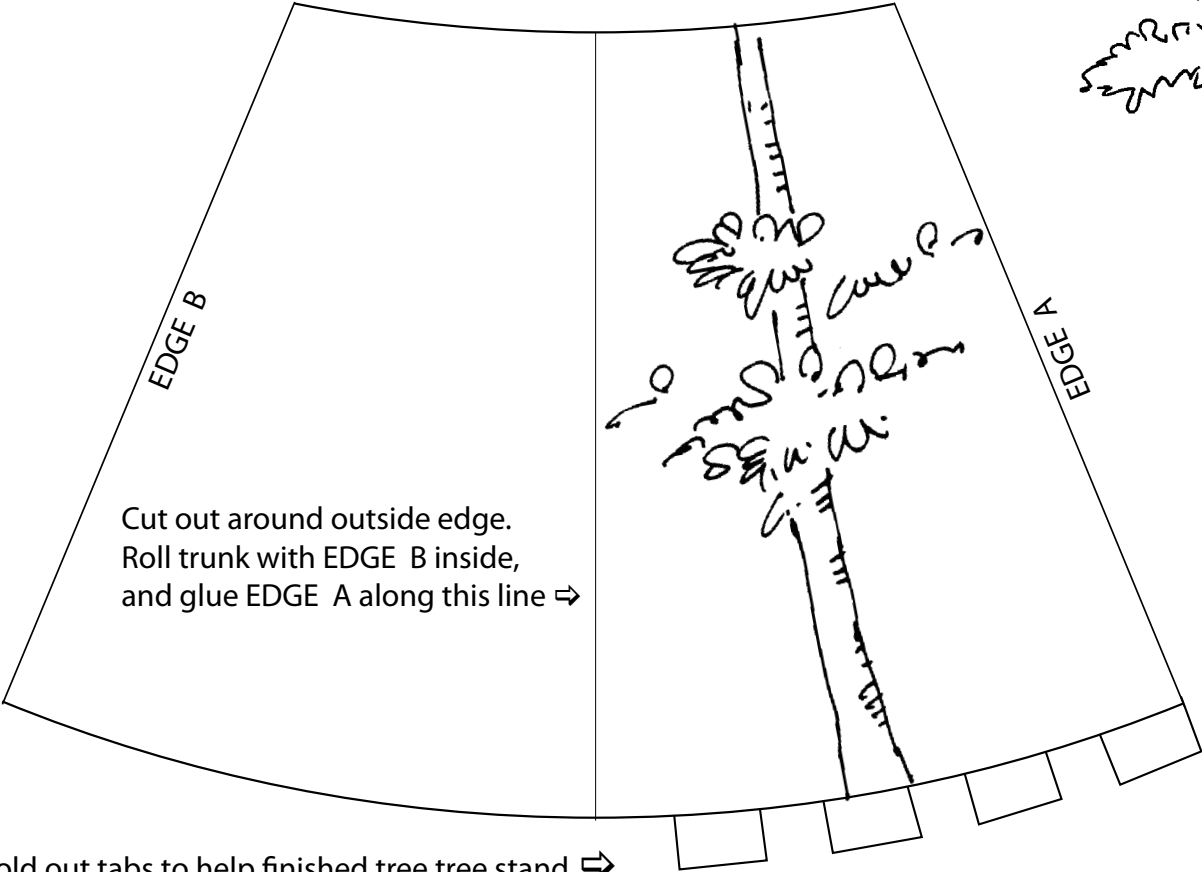 EDGE B
EDGE A
Cut out around outside edge.
Roll trunk with EDGE B inside,
and glue EDGE A along this line ⇨
old out tabs to help finished tree tree stand ⇨